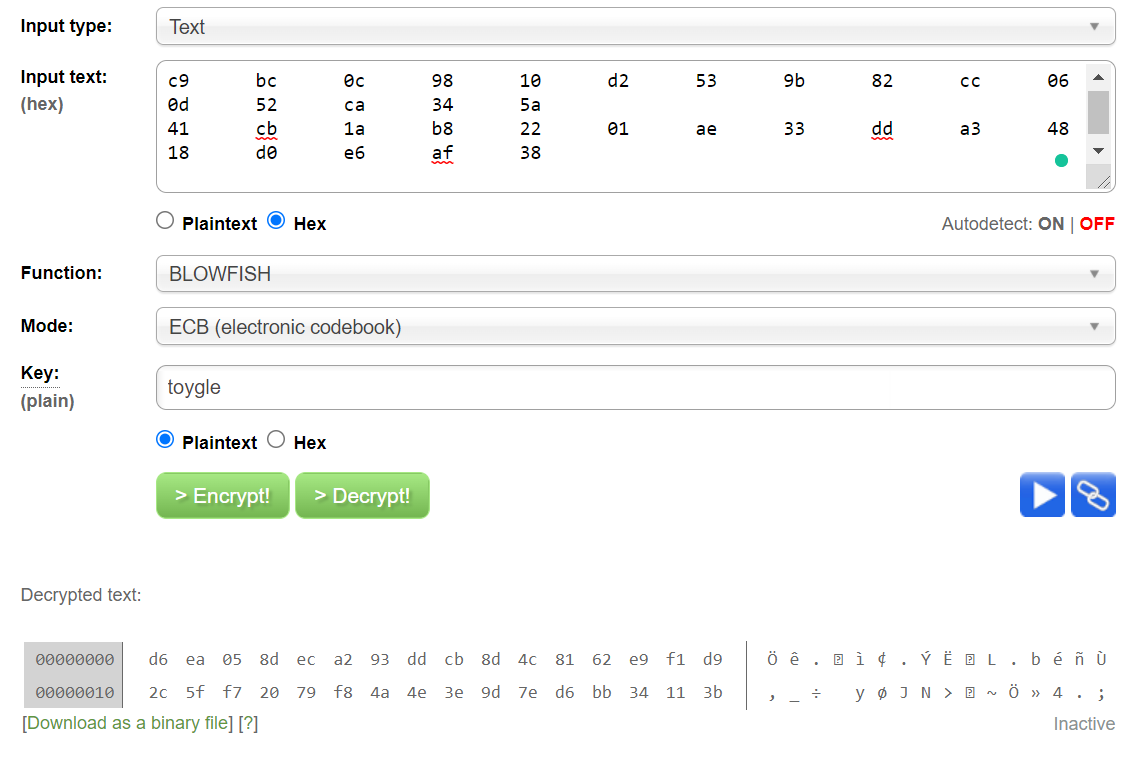 Input type: Text
Input text: c9 bc 0c 98 10 d2 53 9b 82 cc 06
(hex) 0d 52 ca 34 5a
41 cb 1a b8 22 01 ae 33 dd a3 48
18 d0 e6 af 38
Plaintext Hex Autodetect: ON | OFF
Function: BLOWFISH
Mode: ECB (electronic codebook)
Key: toygle
(plain)
Plaintext Hex
> Encrypt! > Decrypt!
Decrypted text:
00000000 d6 ea 05 8d ec a2 93 dd cb 8d 4c 81 62 e9 f1 d9 Ö ê . ì ¢ . Ý Ë L . b é ñ Ù
00000010 2c 5f f7 20 79 f8 4a 4e 3e 9d 7e d6 bb 34 11 3b , _ ÷ y ø J N > ~ Ö » 4 . ;
[Download as a binary file] [?] Inactive